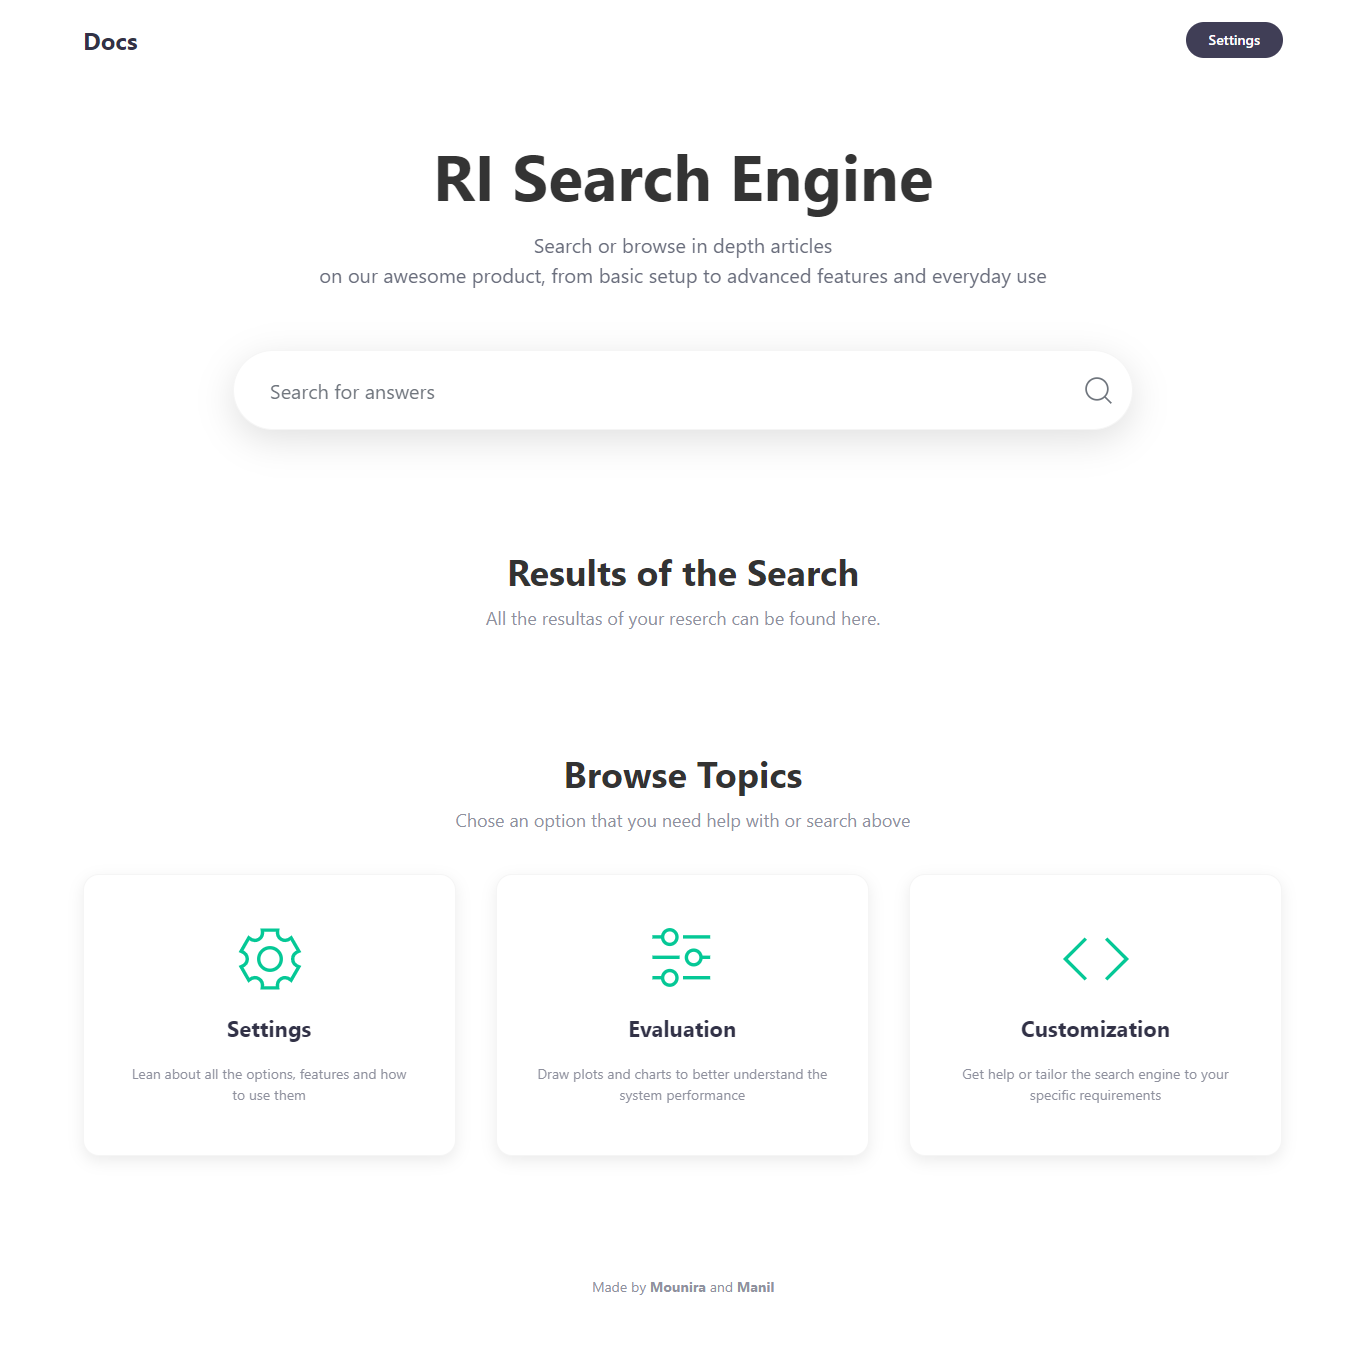 Docs
Settings
RI Search Engine
Search or browse in depth articles
on our awesome product, from basic setup to advanced features and everyday use
Search for answers
Results of the Search
All the resultas of your reserch can be found here.
Browse Topics
Chose an option that you need help with or search above
Settings
Lean about all the options, features and how
to use them
Evaluation
Draw plots and charts to better understand the
system performance
Customization
Get help or tailor the search engine to your
specific requirements
Made by Mounira and Manil